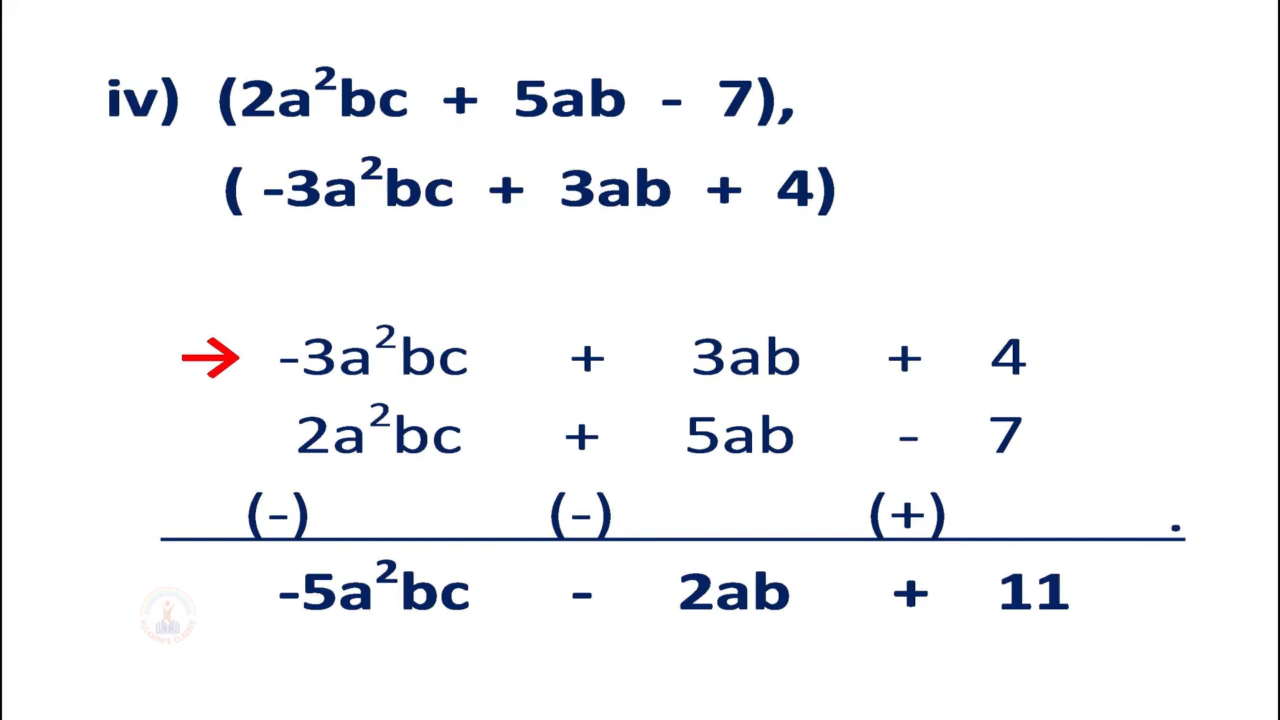 iv) (2a²bc + 5ab - 7),
( -3a²bc + 3ab + 4)
→ -3a²bc + 3ab + 4
2a²bc + 5ab - 7
(-) (-) (+) .
-5a²bc - 2ab + 11